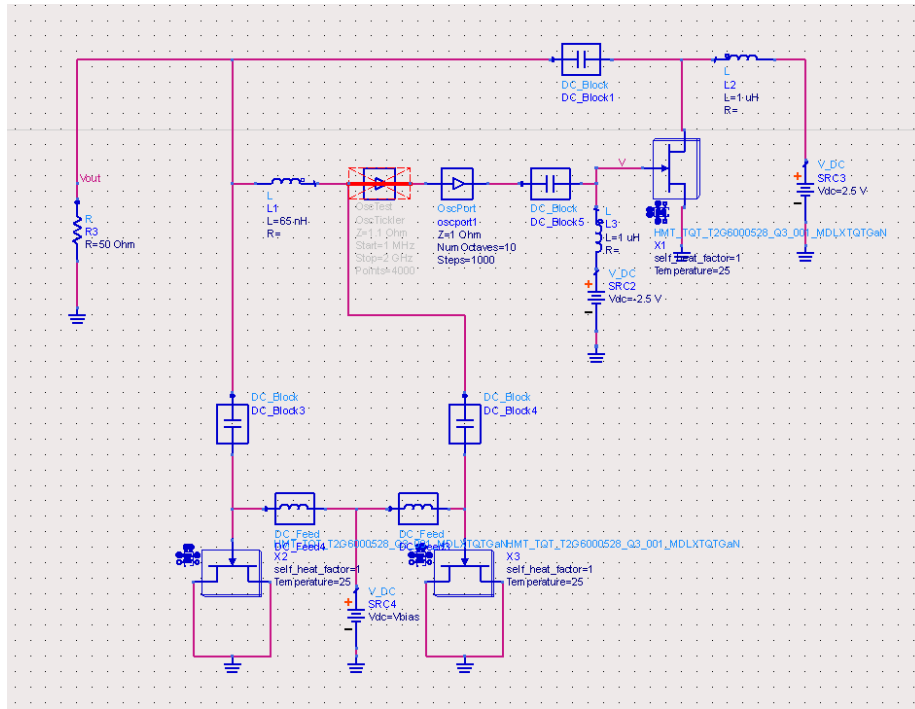 DC_Block
DC_Block1
L
L2
L=1 uH
R=
Vout
R
R3
R=50 Ohm
L
L1
L=65 nH
R=
OscTest
OscTickler
Z=1.1 Ohm
Start=1 MHz
Stop=2 GHz
Points=4000
OscPort
oscport1
Z=1 Ohm
Num Octaves=10
Steps=1000
DC_Block
DC_Block5
V
L
L3
L=1 uH
R=
V_DC
SRC2
Vdc=-2.5 V
+
-
V_DC
SRC3
Vdc=2.5 V
+
-
HMT_TQT_T2G6000528_Q3_001_MDLXTQTGaN
X1
self_heat_factor=1
Temperature=25
DC_Block
DC_Block3
DC_Block
DC_Block4
DC_Feed
DC_Feed4
DC_Feed
X2
self_heat_factor=1
Temperature=25
HMT_TQT_T2G6000528_Q3_001_MDLXTQTGaN
X3
self_heat_factor=1
Temperature=25
V_DC
SRC4
Vdc=Vbias
+
-